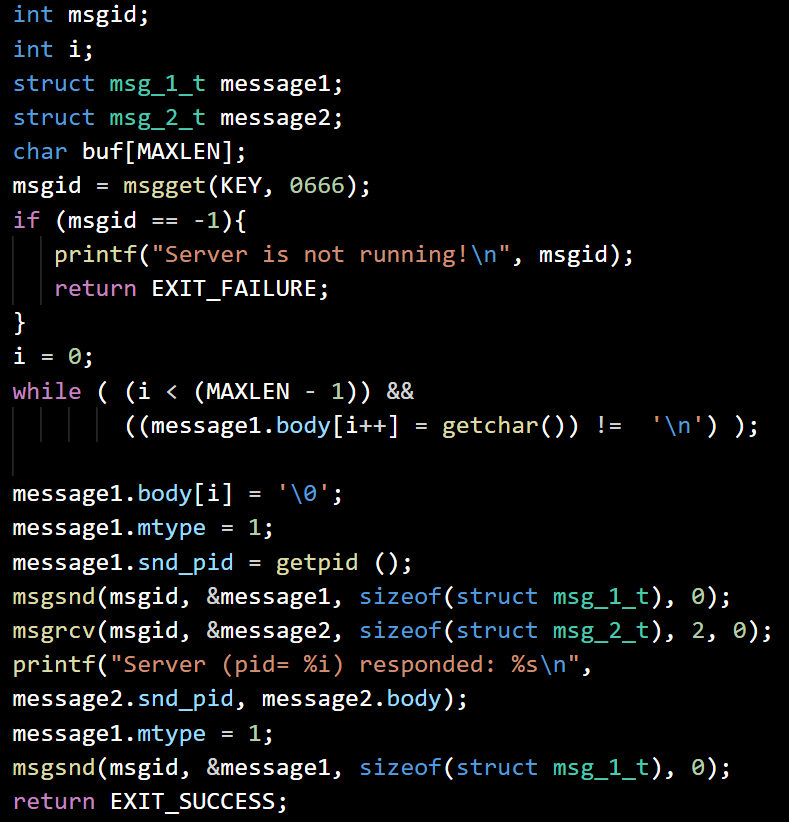 int msgid;
int i;
struct msg_1_t message1;
struct msg_2_t message2;
char buf[MAXLEN];
msgid = msgget(KEY, 0666);
if (msgid == -1){
   printf("Server is not running!\n", msgid);
   return EXIT_FAILURE;
}
i = 0;
while ( (i < (MAXLEN - 1)) &&
        ((message1.body[i++] = getchar()) !=  '\n') );

message1.body[i] = '\0';
message1.mtype = 1;
message1.snd_pid = getpid ();
msgsnd(msgid, &message1, sizeof(struct msg_1_t), 0);
msgrcv(msgid, &message2, sizeof(struct msg_2_t), 2, 0);
printf("Server (pid= %i) responded: %s\n",
message2.snd_pid, message2.body);
message1.mtype = 1;
msgsnd(msgid, &message1, sizeof(struct msg_1_t), 0);
return EXIT_SUCCESS;